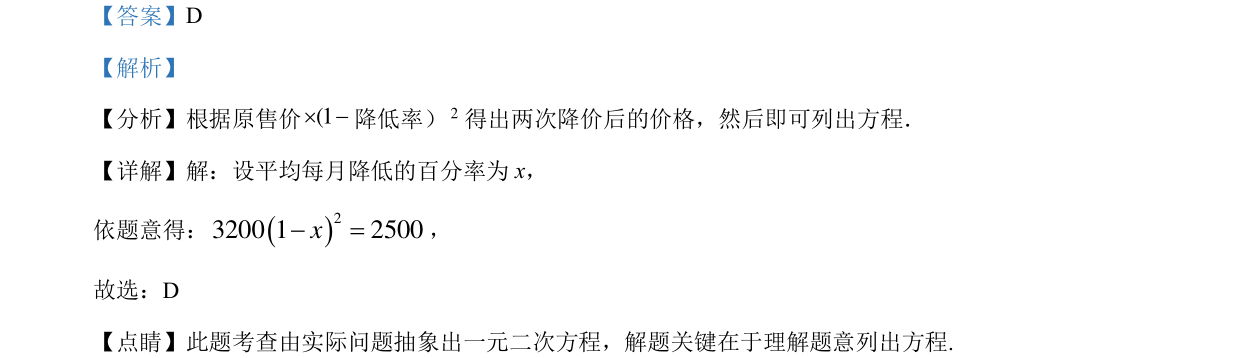 【答案】D
【解析】
【分析】根据原售价×(1−降低率）²得出两次降价后的价格，然后即可列出方程．
【详解】解：设平均每月降低的百分率为 x，
依题意得：3200(1−x)²=2500，
故选：D
【点睛】此题考查由实际问题抽象出一元二次方程，解题关键在于理解题意列出方程.